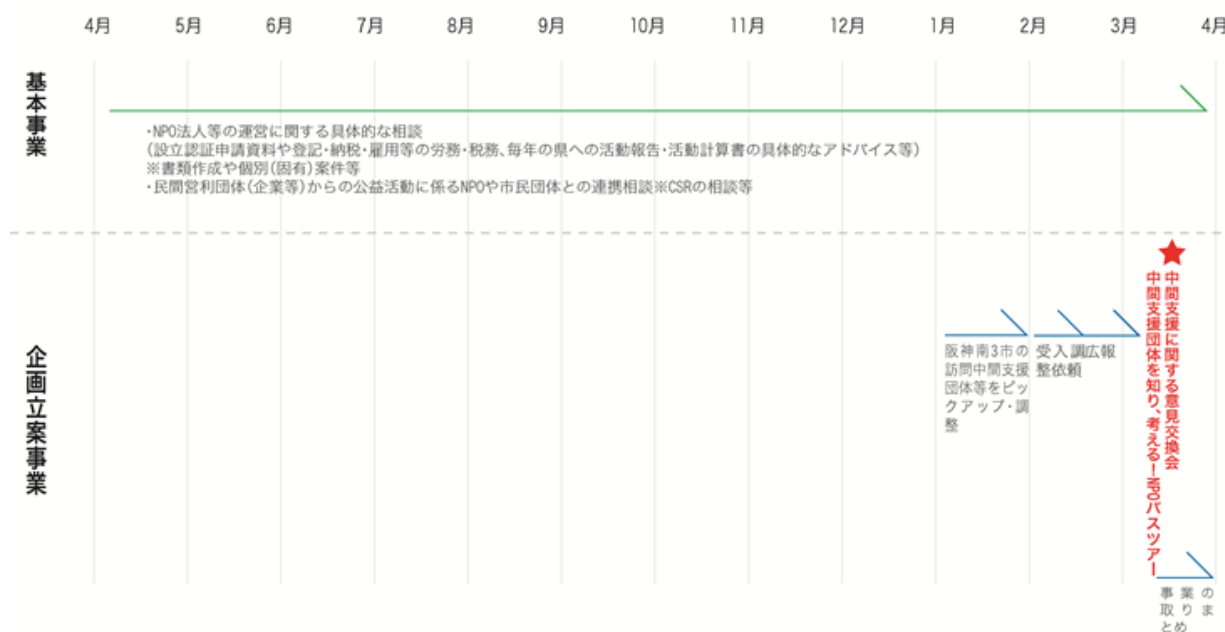 4月 5月 6月 7月 8月 9月 10月 11月 12月 1月 2月 3月 4月
基本事業
・NPO法人等の運営に関する具体的な相談
(設立認証申請資料や登記・納税・雇用等の労務・税務、毎年の県への活動報告・活動計算書の具体的なアドバイス等)
※書類作成や個別(固有)案件等
・民間営利団体(企業等)からの公益活動に係るNPOや市民団体との連携相談※CSRの相談等
企画立案事業
阪神南3市の
訪問中間支援
団体等をピッ
クアップ・調
整
受入調
整依頼
広報
★
中間支援に関する意見交換会
中間支援団体を知り、考える!NPOバスツアー
事業の
取りま
とめ